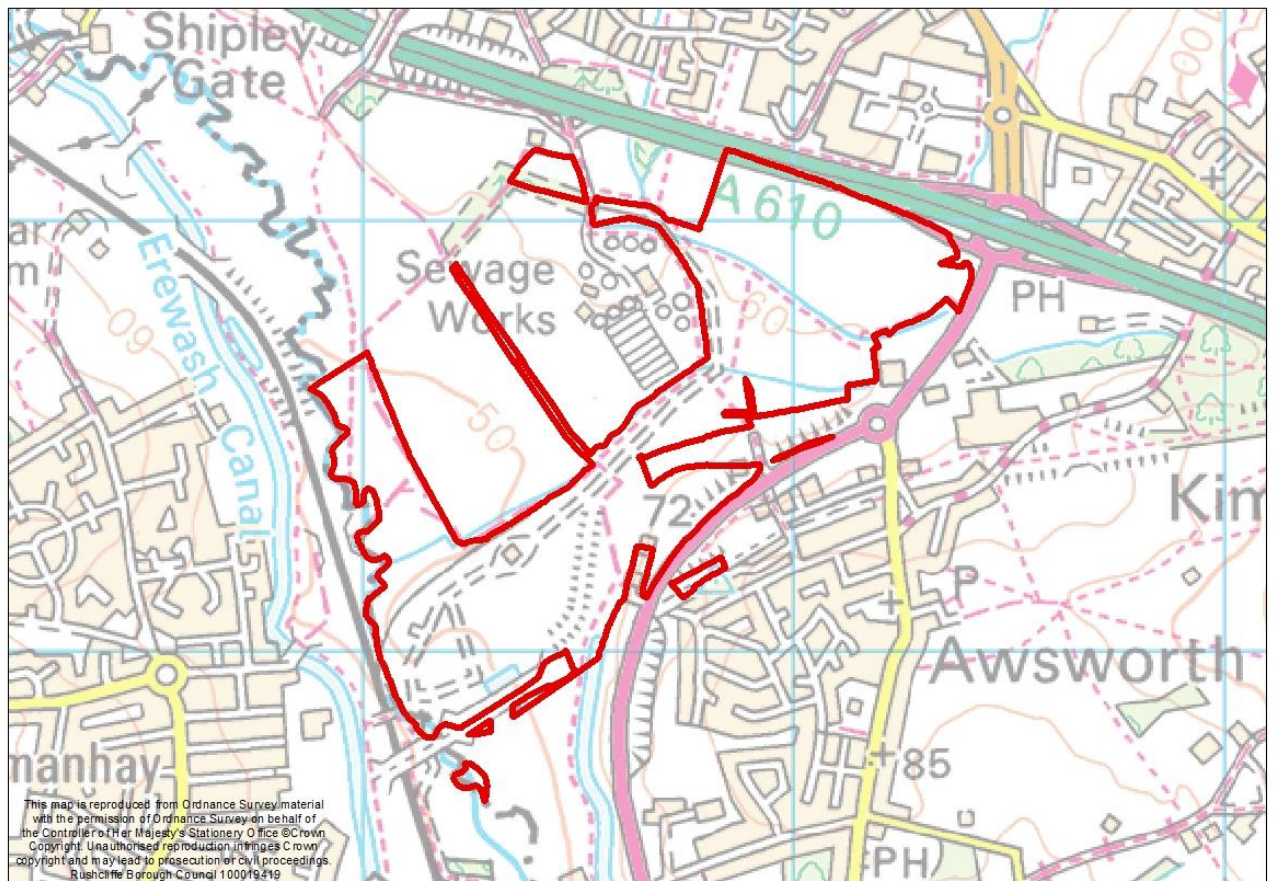 Shipley
Gate
00
A 610
ar
m
Erewash
Canal
60
Sewage
Works
60
PH
50
72
Kim
P
Awsworth
manhay
85
PH
This map is reproduced from Ordnance Survey material
with the permission of Ordnance Survey on behalf of
the Controller of Her Majesty's Stationery Office ©Crown
Copyright. Unauthorised reproduction infringes Crown
copyright and may lead to prosecution or civil proceedings.
Rushcliffe Borough Council 100019419